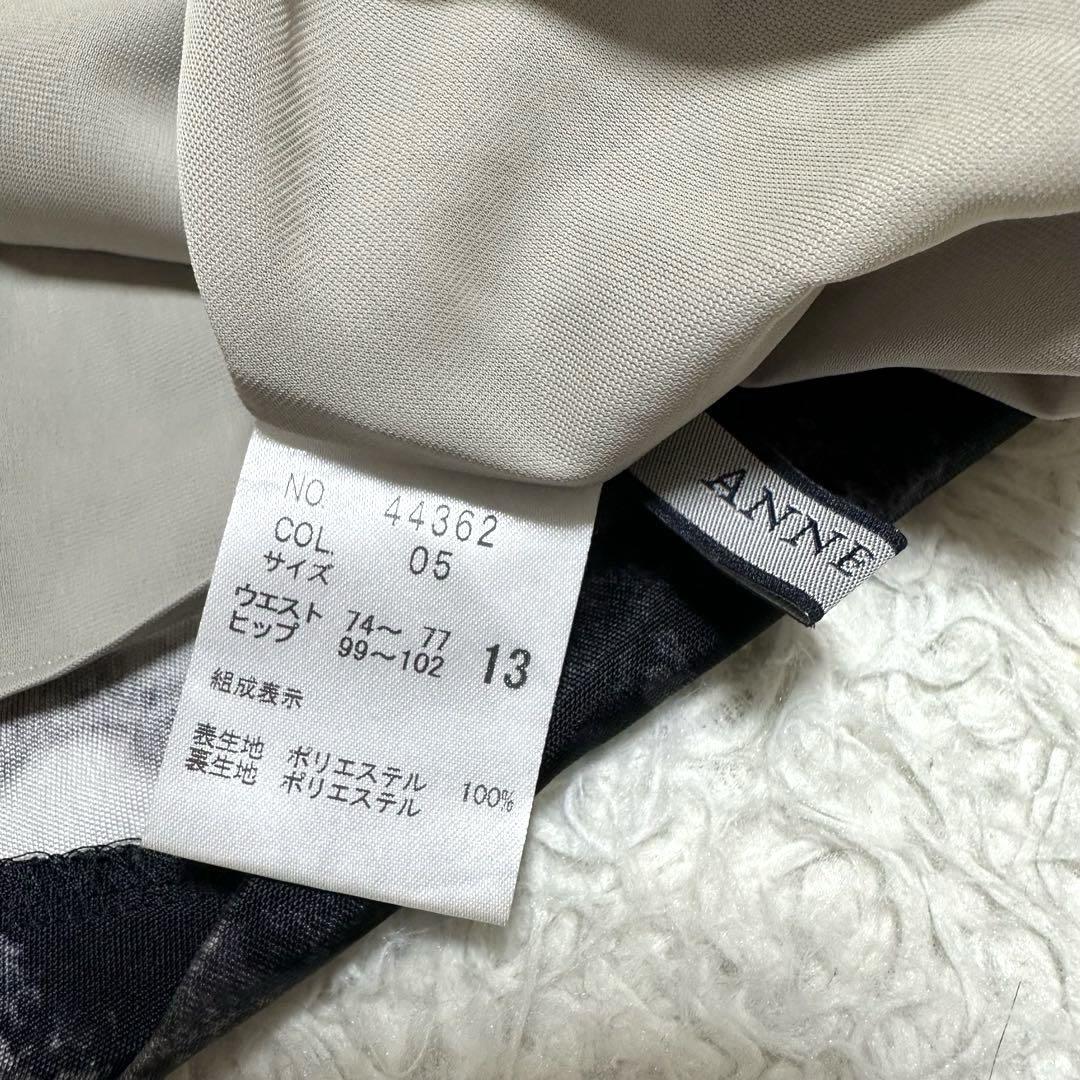 NO. 44362
COL 05
サイズ
ウエスト 74〜 77
ヒップ 99〜102 13
組成表示
表生地 ポリエステル
裏生地 ポリエステル 100%
ANNE